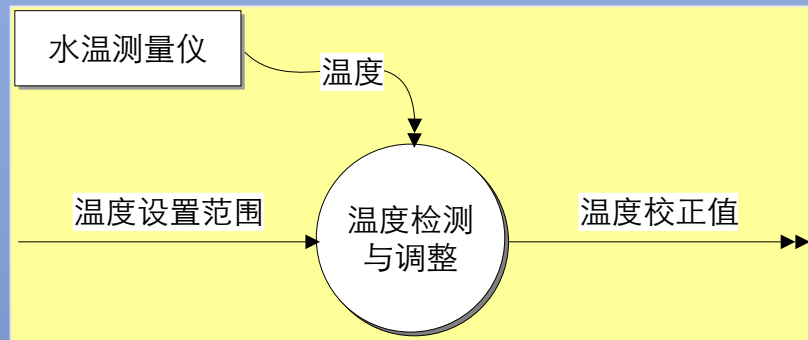 水温测量仪
温度
温度设置范围
温度检测
与调整
温度校正值